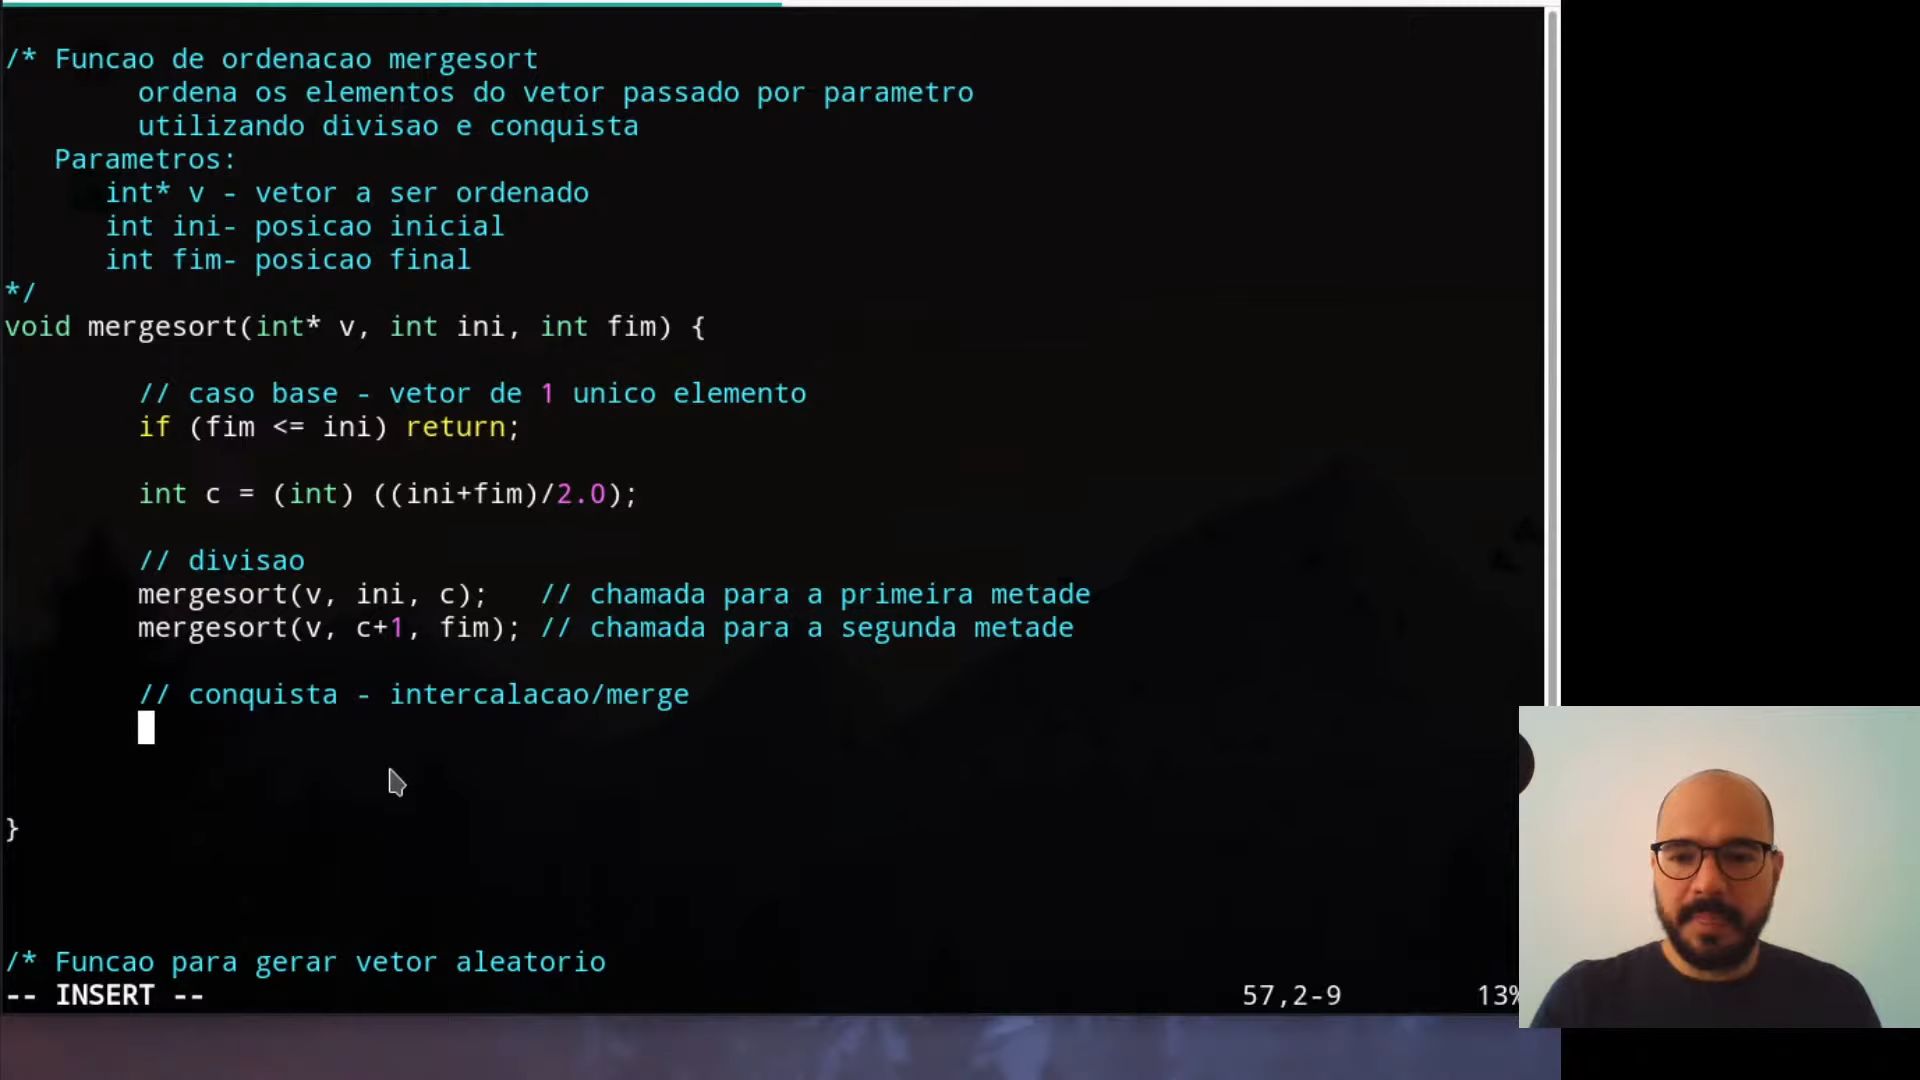 /* Funcao de ordenacao mergesort
ordena os elementos do vetor passado por parametro
utilizando divisao e conquista
Parametros:
int* v - vetor a ser ordenado
int ini- posicao inicial
int fim- posicao final
*/
void mergesort(int* v, int ini, int fim) {
// caso base - vetor de 1 unico elemento
if (fim <= ini) return;
int c = (int) ((ini+fim)/2.0);
// divisao
mergesort(v, ini, c);   // chamada para a primeira metade
mergesort(v, c+1, fim); // chamada para a segunda metade
// conquista - intercalacao/merge
}
/* Funcao para gerar vetor aleatorio
-- INSERT -- 57,2-9 13%